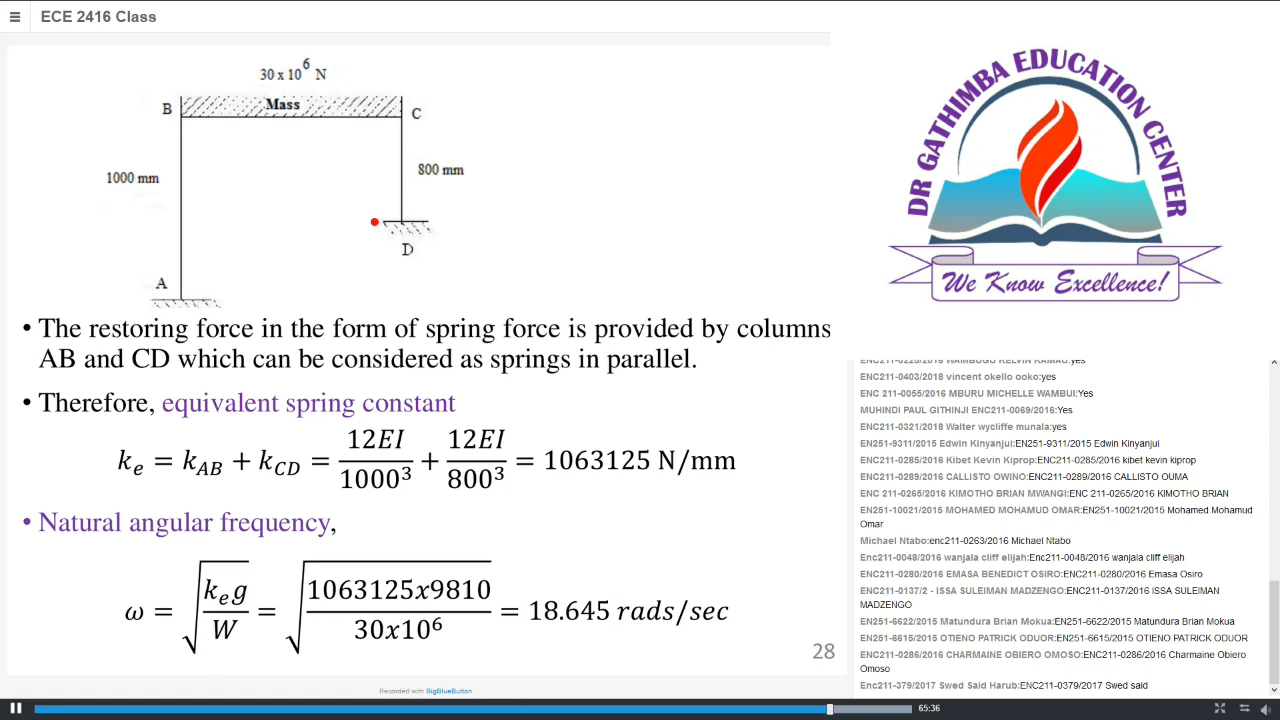 ECE 2416 Class
30 x 10^6 N
B
Mass
C
1000 mm
800 mm
D
A
• The restoring force in the form of spring force is provided by columns
AB and CD which can be considered as springs in parallel.
• Therefore, equivalent spring constant
k_e = k_AB + k_CD = 12EI/1000³ + 12EI/800³ = 1063125 N/mm
• Natural angular frequency,
ω = √(k_e g/W) = √(1063125x9810/30x10⁶) = 18.645 rads/sec
28
Recorded with BigBlueButton.
DR GATHIMBA EDUCATION CENTER
We Know Excellence!
ENC211-0228/2016 WAMBUGU KELVIN KAMAU:yes
ENC211-0403/2018 vincent okello ooko:yes
ENC 211-0055/2016 MBURU MICHELLE WAMBUI:Yes
MUHINDI PAUL GITHINJI ENC211-0069/2016:Yes
ENC211-0321/2018 Walter wycliffe munala:yes
EN251-9311/2015 Edwin Kinyanjui:EN251-9311/2015 Edwin Kinyanjui
ENC211-0285/2016 Kibet Kevin Kiprop:ENC211-0285/2016 kibet kevin kiprop
ENC211-0289/2016 CALLISTO OWINO:ENC211-0289/2016 CALLISTO OUMA
ENC 211-0265/2016 KIMOTHO BRIAN MWANGI:ENC 211-0265/2016 KIMOTHO BRIAN
EN251-10021/2015 MOHAMED MOHAMUD OMAR:EN251-10021/2015 Mohamed Mohamud
Omar
Michael Ntabo:enc211-0263/2016 Michael Ntabo
Enc211-0048/2016 wanjala cliff elijah:Enc211-0048/2016 wanjala cliff elijah
ENC211-0280/2016 EMASA BENEDICT OSIRO:ENC211-0280/2016 Emasa Osiro
ENC211-0137/2 - ISSA SULEIMAN MADZENGO:ENC211-0137/2016 ISSA SULEIMAN
MADZENGO
EN251-6622/2015 Matundura Brian Mokua:EN251-6622/2015 Matundura Brian Mokua
EN251-6615/2015 OTIENO PATRICK ODUOR:EN251-6615/2015 OTIENO PATRICK ODUOR
ENC211-0286/2016 CHARMAINE OBIERO OMOSO:ENC211-0286/2016 Charmaine Obiero
Omoso
Enc211-379/2017 Swed Said Harub:ENC211-0379/2017 Swed said
65:36